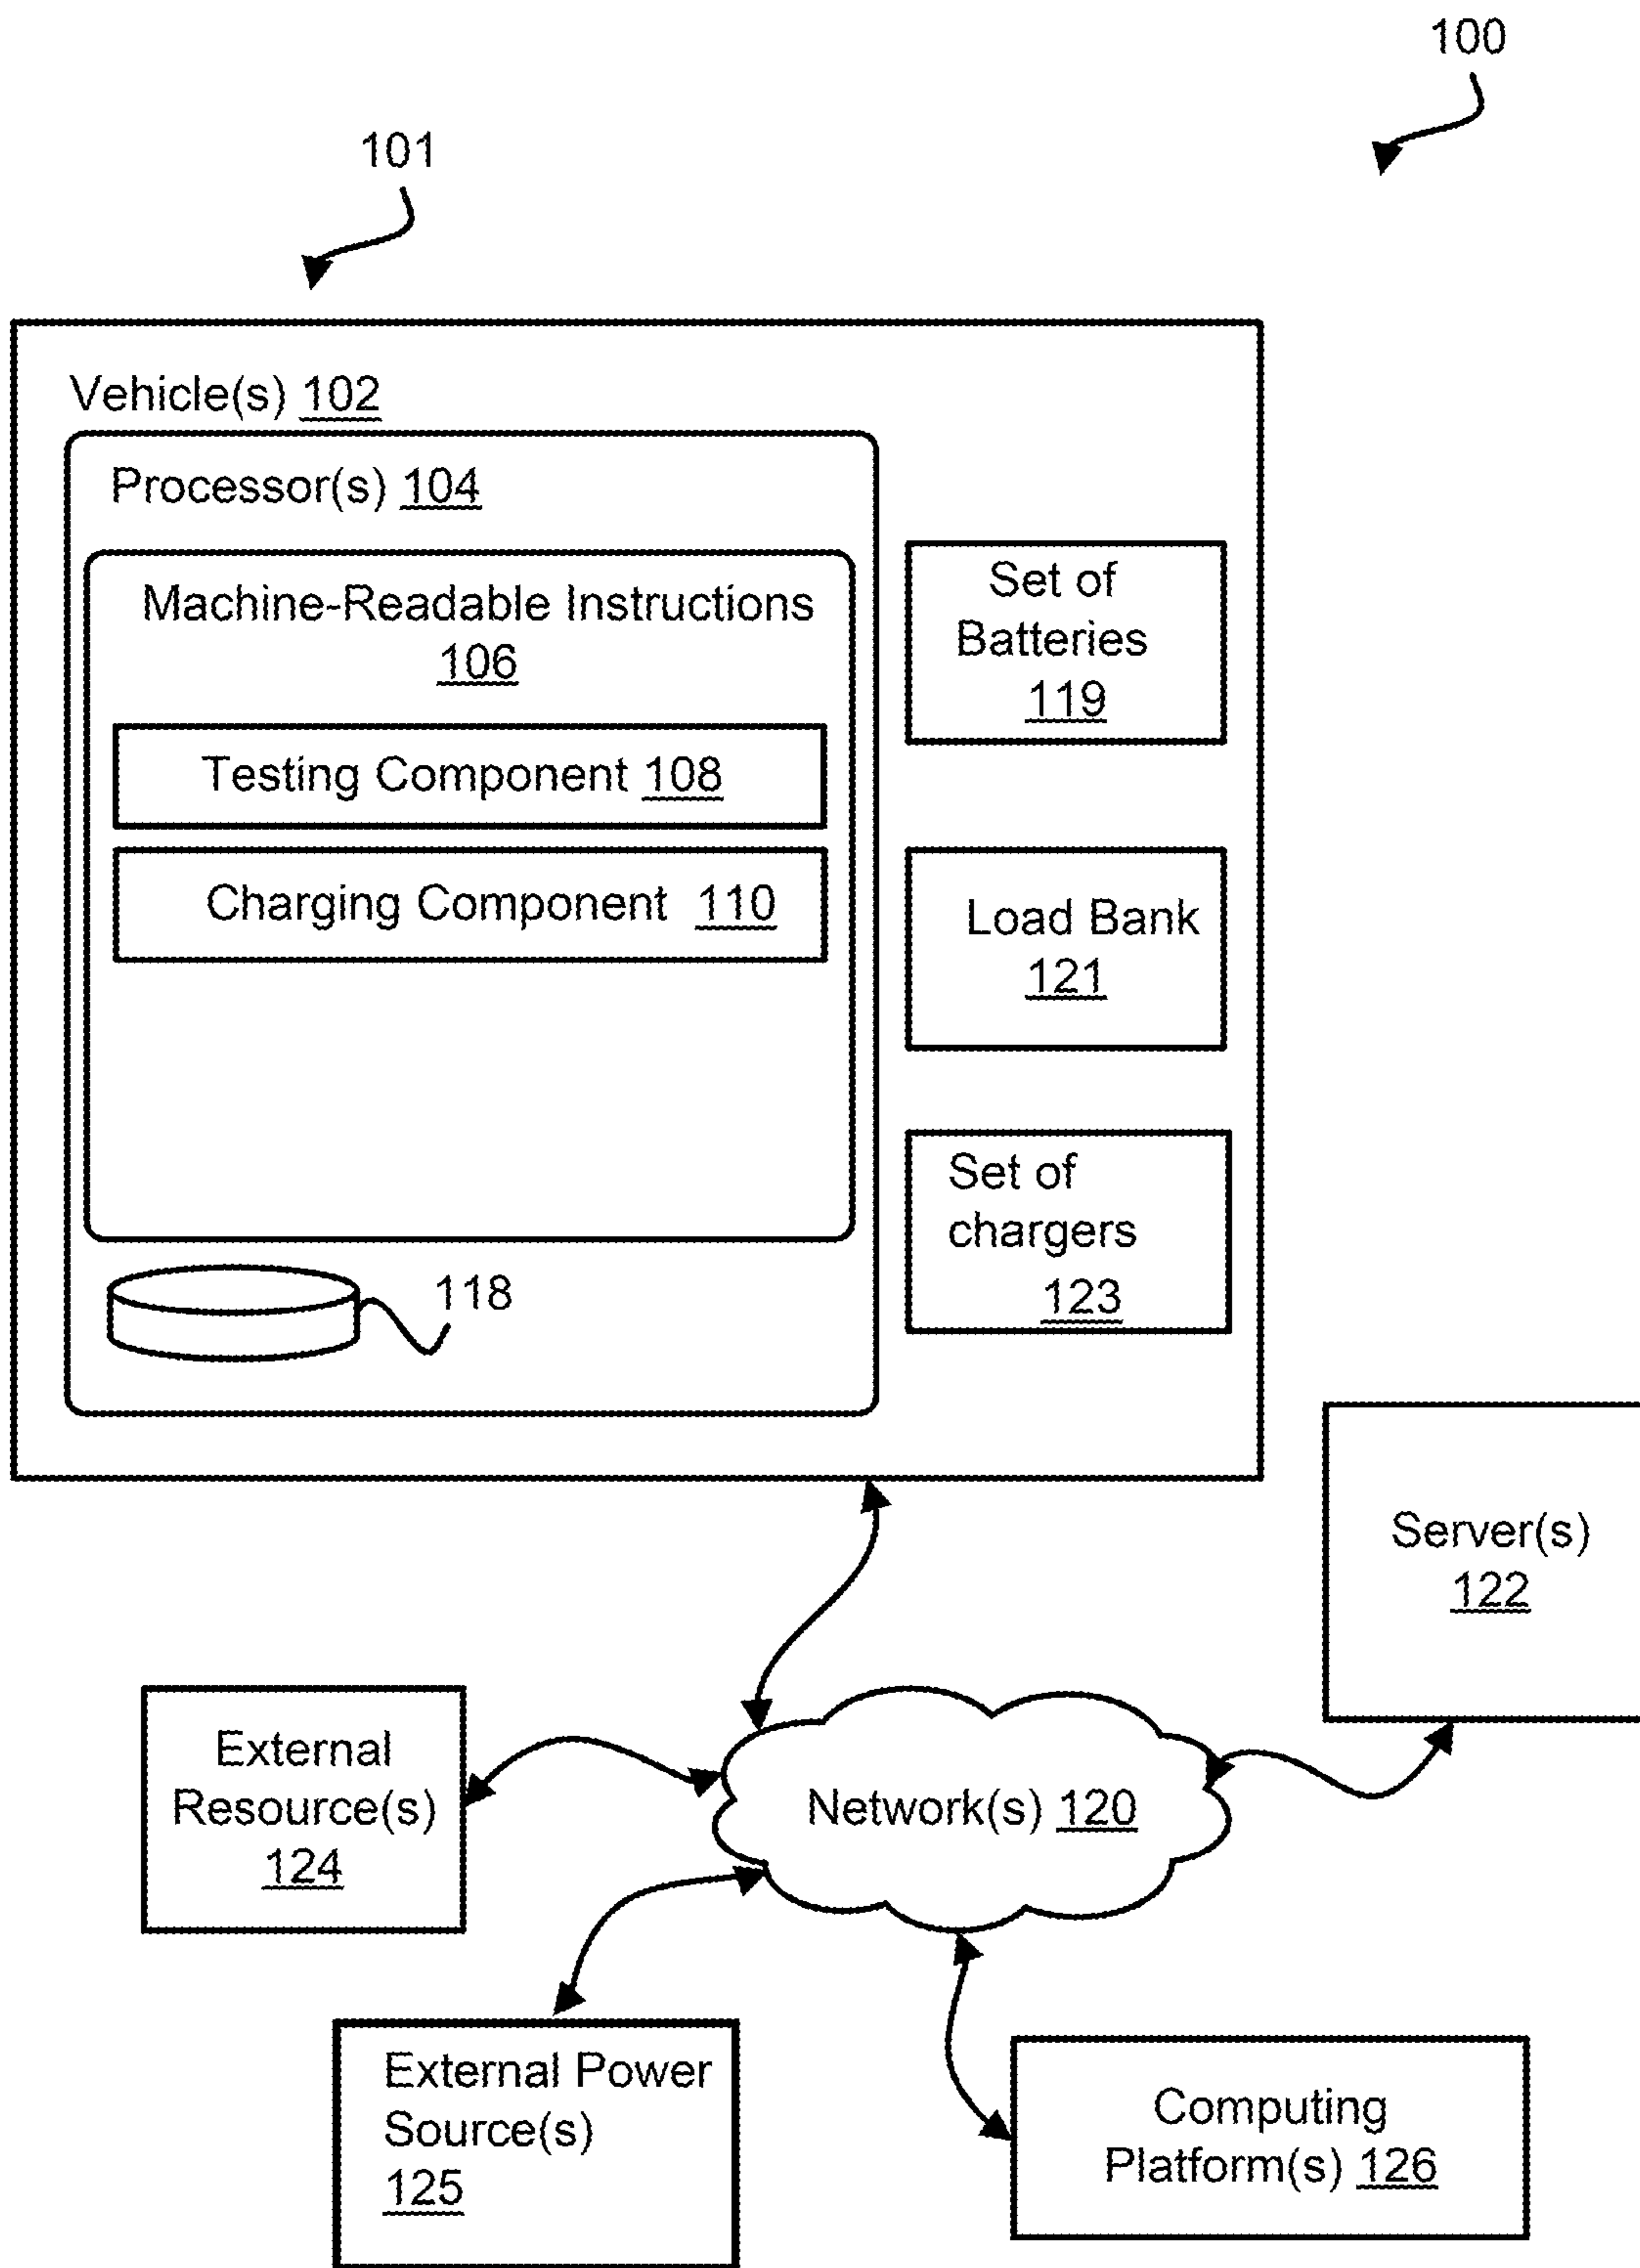 100
101
Vehicle(s) 102
Processor(s) 104
Machine-Readable Instructions
106
Testing Component 108
Charging Component 110
118
Set of
Batteries
119
Load Bank
121
Set of
chargers
123
Server(s)
122
External
Resource(s)
124
Network(s) 120
External Power
Source(s)
125
Computing
Platform(s) 126